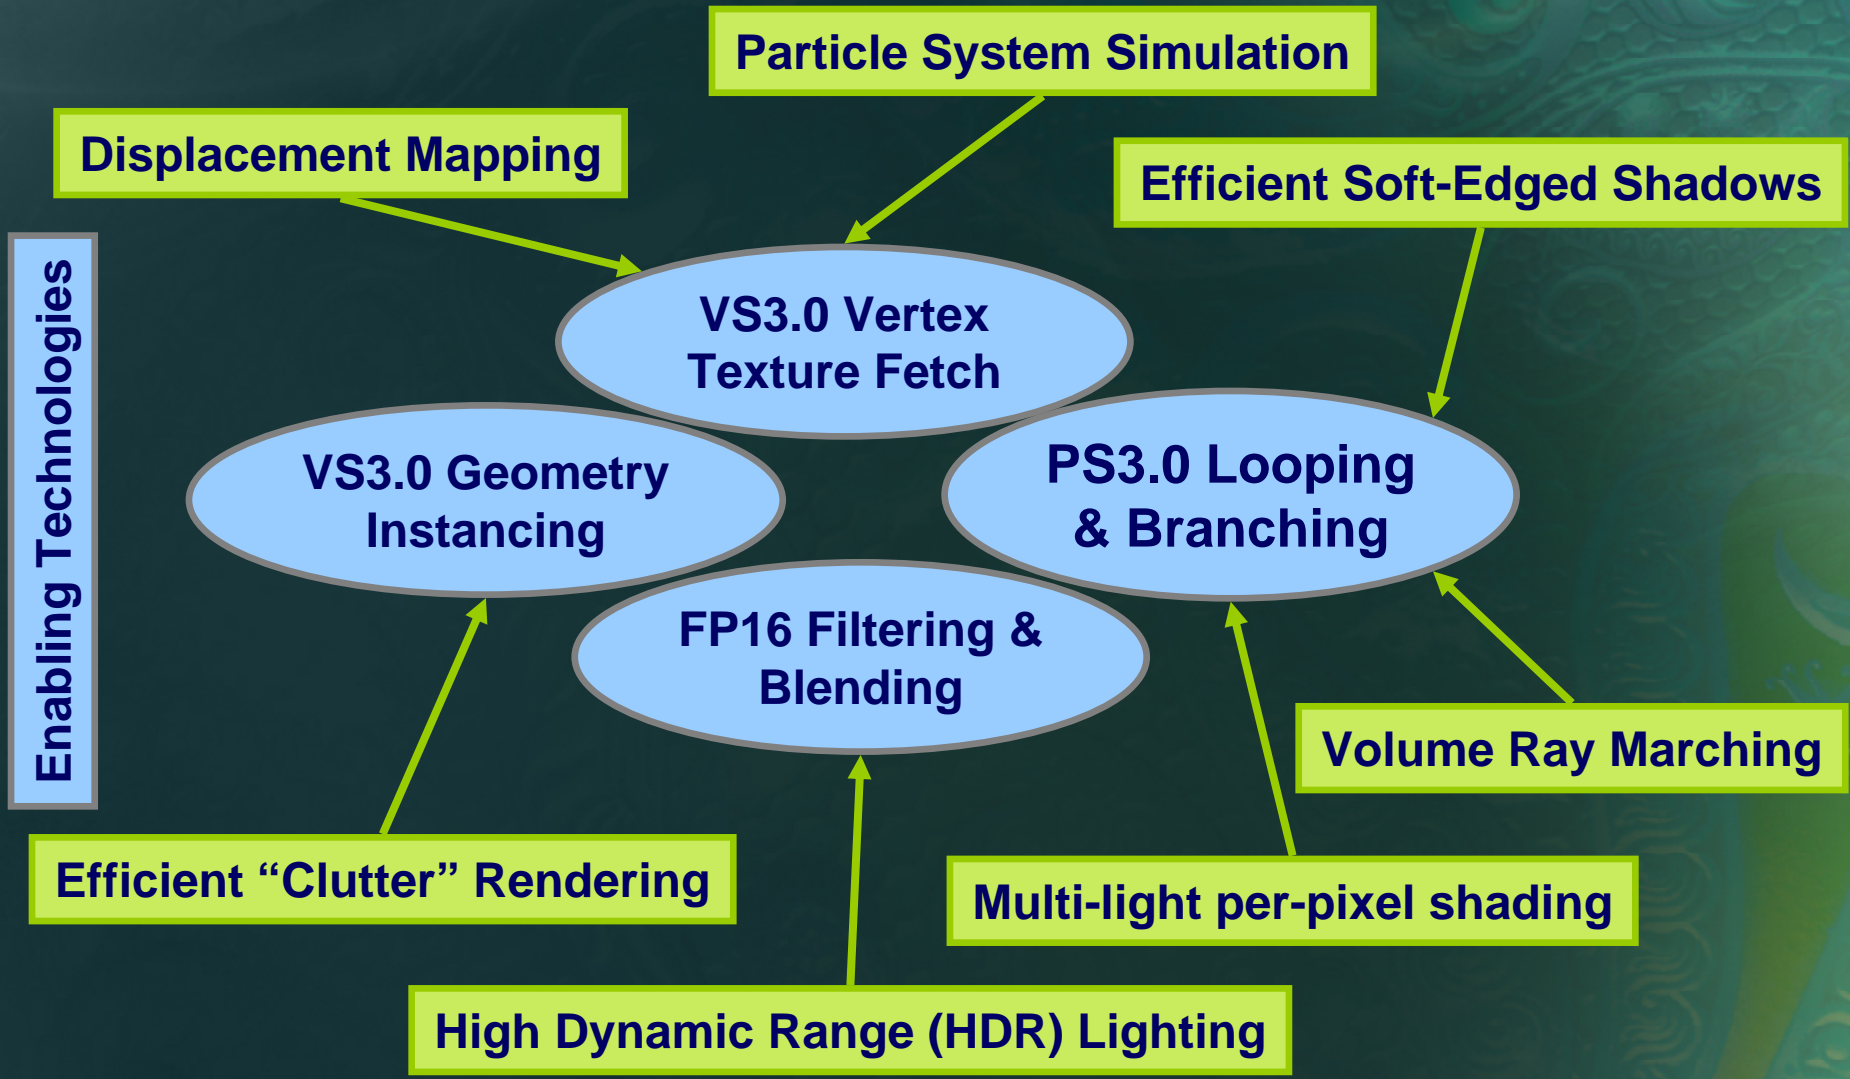 Particle System Simulation
Displacement Mapping
Efficient Soft-Edged Shadows
Enabling Technologies
VS3.0 Vertex
Texture Fetch
VS3.0 Geometry
Instancing
PS3.0 Looping
& Branching
FP16 Filtering &
Blending
Volume Ray Marching
Efficient “Clutter” Rendering
Multi-light per-pixel shading
High Dynamic Range (HDR) Lighting